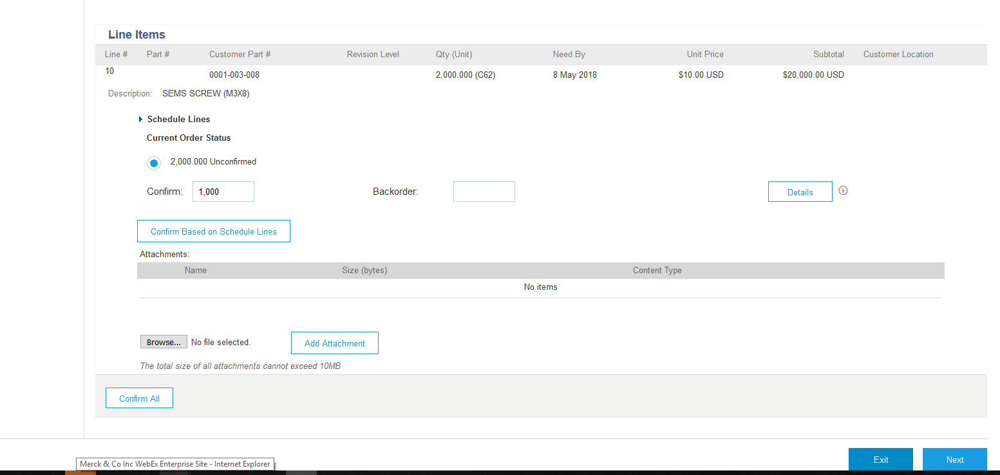 Line Items
Line # Part # Customer Part # Revision Level Qty (Unit) Need By Unit Price Subtotal Customer Location
10 0001-003-008 2,000.000 (C62) 8 May 2018 $10.00 USD $20,000.00 USD
Description: SEMS SCREW (M3X8)
Schedule Lines
Current Order Status
2,000.000 Unconfirmed
Confirm: 1,000 Backorder: Details
Confirm Based on Schedule Lines
Attachments:
Name Size (bytes) Content Type
No items
Browse... No file selected. Add Attachment
The total size of all attachments cannot exceed 10MB
Confirm All
Exit Next
Merck & Co Inc WebEx Enterprise Site - Internet Explorer